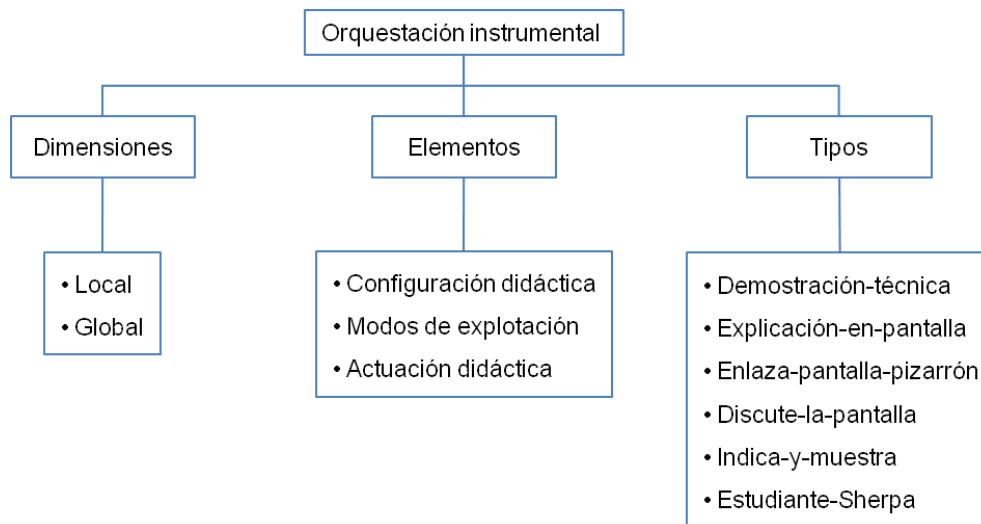 Orquestación instrumental
Dimensiones
Elementos
Tipos
• Local
• Global
• Configuración didáctica
• Modos de explotación
• Actuación didáctica
• Demostración-técnica
• Explicación-en-pantalla
• Enlaza-pantalla-pizarrón
• Discute-la-pantalla
• Indica-y-muestra
• Estudiante-Sherpa